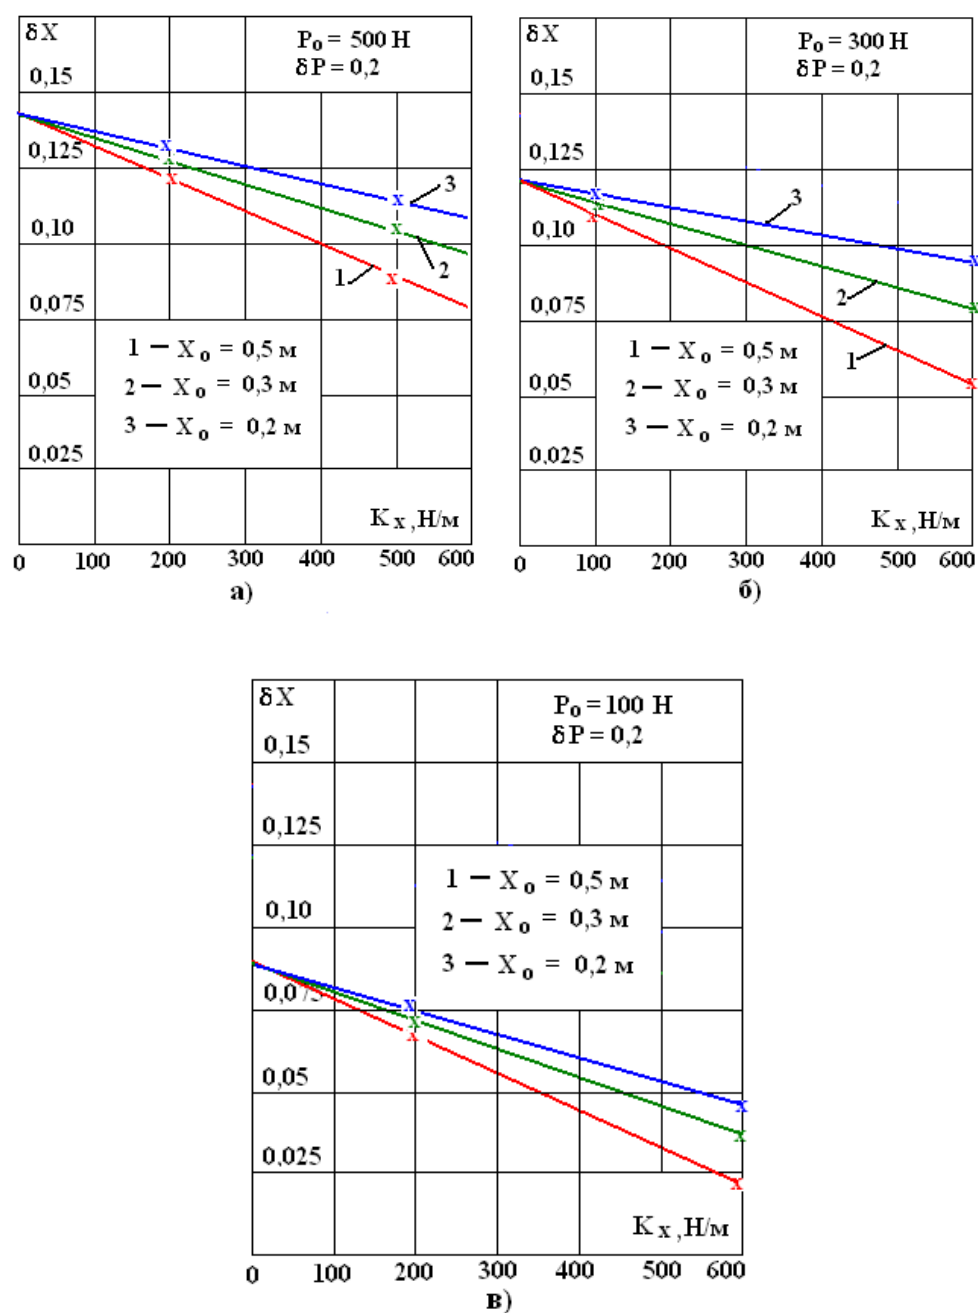 δX
P₀ = 500 Н
δP = 0,2
0,15
0,125
0,10
0,075
0,05
0,025
3
2
1
1 — X₀ = 0,5 м
2 — X₀ = 0,3 м
3 — X₀ = 0,2 м
Kₓ, Н/м
0 100 200 300 400 500 600
а)
δX
P₀ = 300 Н
δP = 0,2
0,15
0,125
0,10
0,075
0,05
0,025
3
2
1
1 — X₀ = 0,5 м
2 — X₀ = 0,3 м
3 — X₀ = 0,2 м
Kₓ, Н/м
0 100 200 300 400 500 600
б)
δX
P₀ = 100 Н
δP = 0,2
0,15
0,125
0,10
0,075
0,05
0,025
1 — X₀ = 0,5 м
2 — X₀ = 0,3 м
3 — X₀ = 0,2 м
Kₓ, Н/м
0 100 200 300 400 500 600
в)